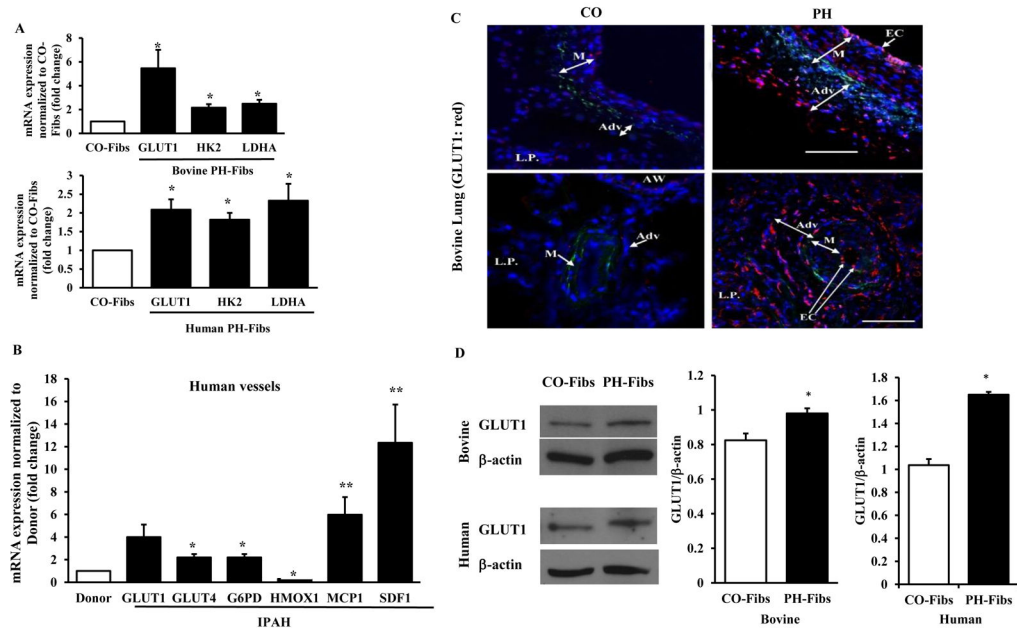 A
mRNA expression
normalized to CO-
Fibs (fold change)
8
6
4
2
0
*
*
*
CO-Fibs GLUT1 HK2 LDHA
Bovine PH-Fibs
mRNA expression
normalized to CO-Fibs
(fold change)
3
2.5
2
1.5
1
0.5
0
*
*
*
CO-Fibs GLUT1 HK2 LDHA
Human PH-Fibs
B
Human vessels
mRNA expression normalized to
Donor (fold change)
18
16
14
12
10
8
6
4
2
0
*
*
*
**
**
Donor GLUT1 GLUT4 G6PD HMOX1 MCP1 SDF1
IPAH
C
CO PH
Bovine Lung (GLUT1: red)
M
Adv
L.P.
EC
M
Adv
AW
Adv
M
L.P.
Adv
M
L.P.
EC
D
CO-Fibs PH-Fibs
Bovine
GLUT1
β-actin
Human
GLUT1
β-actin
GLUT1/β-actin
1.2
1
0.8
0.6
0.4
0.2
0
*
CO-Fibs PH-Fibs
Bovine
GLUT1/β-actin
1.8
1.6
1.4
1.2
1
0.8
0.6
0.4
0.2
0
*
CO-Fibs PH-Fibs
Human